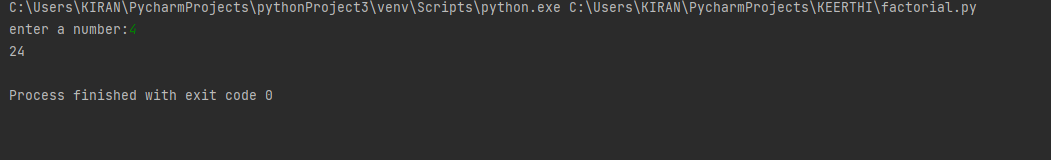 C:\Users\KIRAN\PycharmProjects\pythonProject3\venv\Scripts\python.exe C:\Users\KIRAN\PycharmProjects\KEERTHI\factorial.py
enter a number:4
24
Process finished with exit code 0